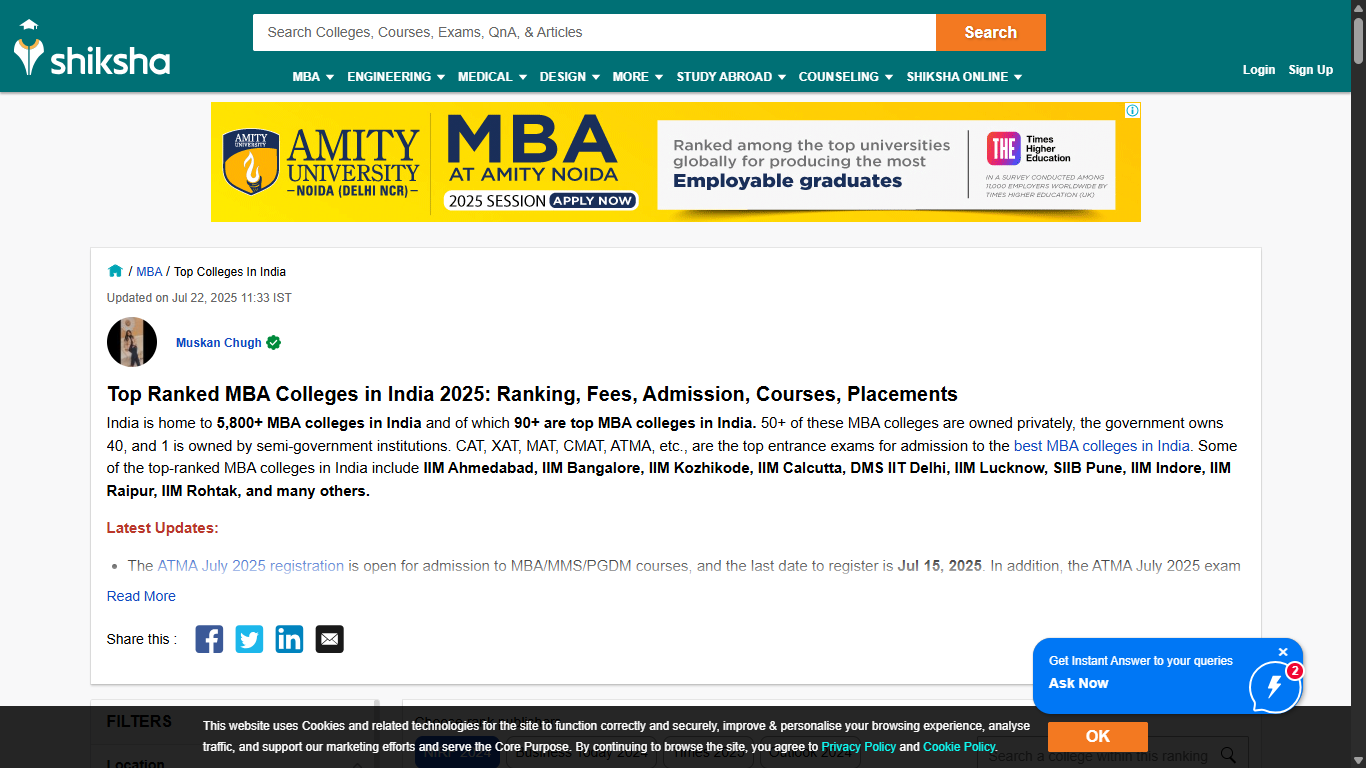 shiksha
Search Colleges, Courses, Exams, QnA, & Articles
Search
MBA ENGINEERING MEDICAL DESIGN MORE STUDY ABROAD COUNSELING SHIKSHA ONLINE
Login Sign Up
AMITY UNIVERSITY
AMITY
UNIVERSITY
NOIDA (DELHI NCR)
MBA
AT AMITY NOIDA
2025 SESSION APPLY NOW
Ranked among the top universities
globally for producing the most
Employable graduates
THE Times Higher Education
IN A SURVEY CONDUCTED AMONG
11,000 EMPLOYERS WORLDWIDE BY
TIMES HIGHER EDUCATION (UK)
/ MBA / Top Colleges In India
Updated on Jul 22, 2025 11:33 IST
Muskan Chugh
Top Ranked MBA Colleges in India 2025: Ranking, Fees, Admission, Courses, Placements
India is home to 5,800+ MBA colleges in India and of which 90+ are top MBA colleges in India. 50+ of these MBA colleges are owned privately, the government owns
40, and 1 is owned by semi-government institutions. CAT, XAT, MAT, CMAT, ATMA, etc., are the top entrance exams for admission to the best MBA colleges in India. Some
of the top-ranked MBA colleges in India include IIM Ahmedabad, IIM Bangalore, IIM Kozhikode, IIM Calcutta, DMS IIT Delhi, IIM Lucknow, SIIB Pune, IIM Indore, IIM
Raipur, IIM Rohtak, and many others.
Latest Updates:
• The ATMA July 2025 registration is open for admission to MBA/MMS/PGDM courses, and the last date to register is Jul 15, 2025. In addition, the ATMA July 2025 exam
Read More
Share this :
Get Instant Answer to your queries
Ask Now
2
FILTERS
This website uses Cookies and related technologies for the site to function correctly and securely, improve & personalise your browsing experience, analyse
traffic, and support our marketing efforts and serve the Core Purpose. By continuing to browse the site, you agree to Privacy Policy and Cookie Policy.
OK
Business Today 2024 Times 2023 Outlook 2024
Search a college within this ranking
Location